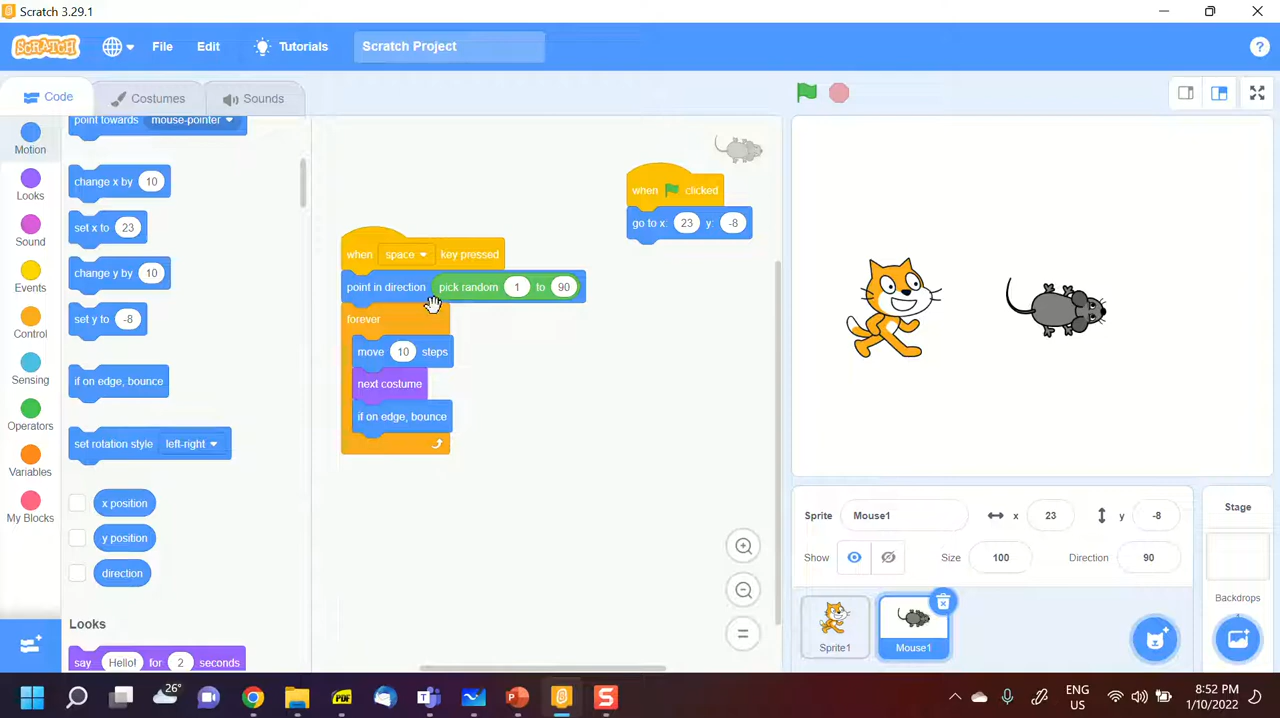 Scratch 3.29.1
SCRATCH
File
Edit
Tutorials
Scratch Project
?
Code
Costumes
Sounds
Motion
Looks
Sound
Events
Control
Sensing
Operators
Variables
My Blocks
point towards mouse-pointer
change x by 10
set x to 23
change y by 10
set y to -8
if on edge, bounce
set rotation style left-right
x position
y position
direction
Looks
say Hello! for 2 seconds
when clicked
go to x: 23 y: -8
when space key pressed
point in direction pick random 1 to 90
forever
move 10 steps
next costume
if on edge, bounce
Sprite Mouse1 x 23 y -8
Show Size 100 Direction 90
Sprite1
Mouse1
Stage
Backdrops
26°
PDF
ENG
US
8:52 PM
1/10/2022